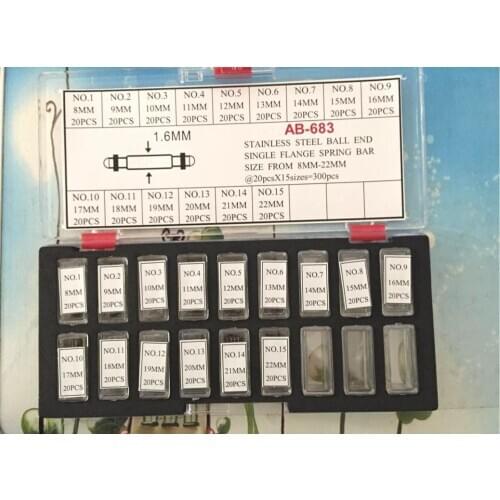 NO.1 NO.2 NO.3 NO.4 NO.5 NO.6 NO.7 NO.8 NO.9
8MM 9MM 10MM 11MM 12MM 13MM 14MM 15MM 16MM
20PCS 20PCS 20PCS 20PCS 20PCS 20PCS 20PCS 20PCS 20PCS
1.6MM
AB-683
STAINLESS STEEL BALL END
SINGLE FLANGE SPRING BAR
SIZE FROM 8MM-22MM
@20pcsX15sizes=300pcs
NO.10 NO.11 NO.12 NO.13 NO.14 NO.15
17MM 18MM 19MM 20MM 21MM 22MM
20PCS 20PCS 20PCS 20PCS 20PCS 20PCS
NO.1 NO.2 NO.3 NO.4 NO.5 NO.6 NO.7 NO.8 NO.9
8MM 9MM 10MM 11MM 12MM 13MM 14MM 15MM 16MM
20PCS 20PCS 20PCS 20PCS 20PCS 20PCS 20PCS 20PCS 20PCS
NO.10 NO.11 NO.12 NO.13 NO.14 NO.15
17MM 18MM 19MM 20MM 21MM 22MM
20PCS 20PCS 20PCS 20PCS 20PCS 20PCS